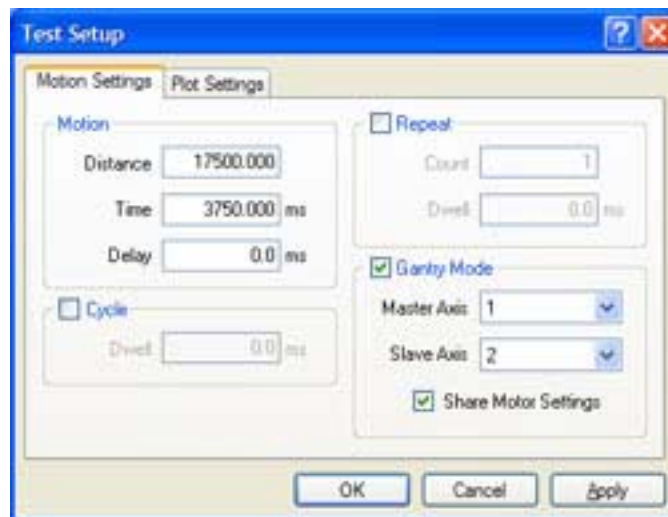 Test Setup
?
Motion Settings
Plot Settings
Motion
Distance 17500.000
Time 3750.000 ms
Delay 0.0 ms
Cycle
Dwell 0.0 ms
Repeat
Count 1
Dwell 0.0 ms
Gantry Mode
Master Axis 1
Slave Axis 2
Share Motor Settings
OK
Cancel
Apply